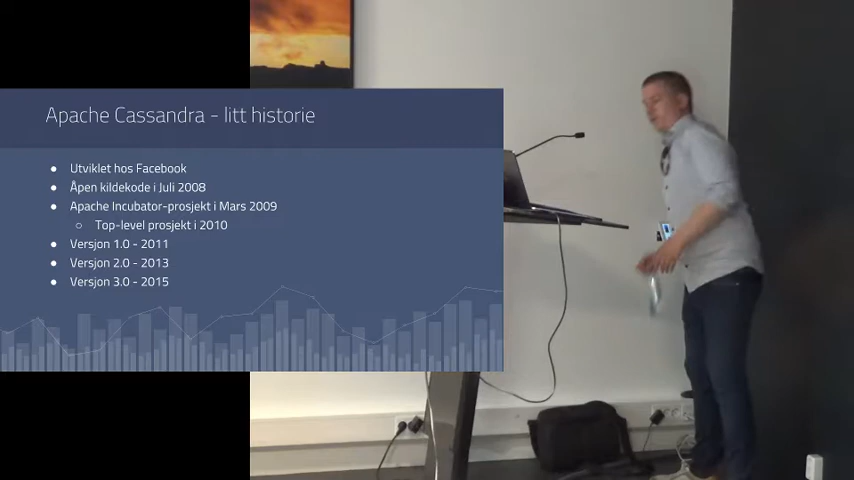 Apache Cassandra - litt historie
Utviklet hos Facebook
Åpen kildekode i Juli 2008
Apache Incubator-prosjekt i Mars 2009
Top-level prosjekt i 2010
Versjon 1.0 - 2011
Versjon 2.0 - 2013
Versjon 3.0 - 2015